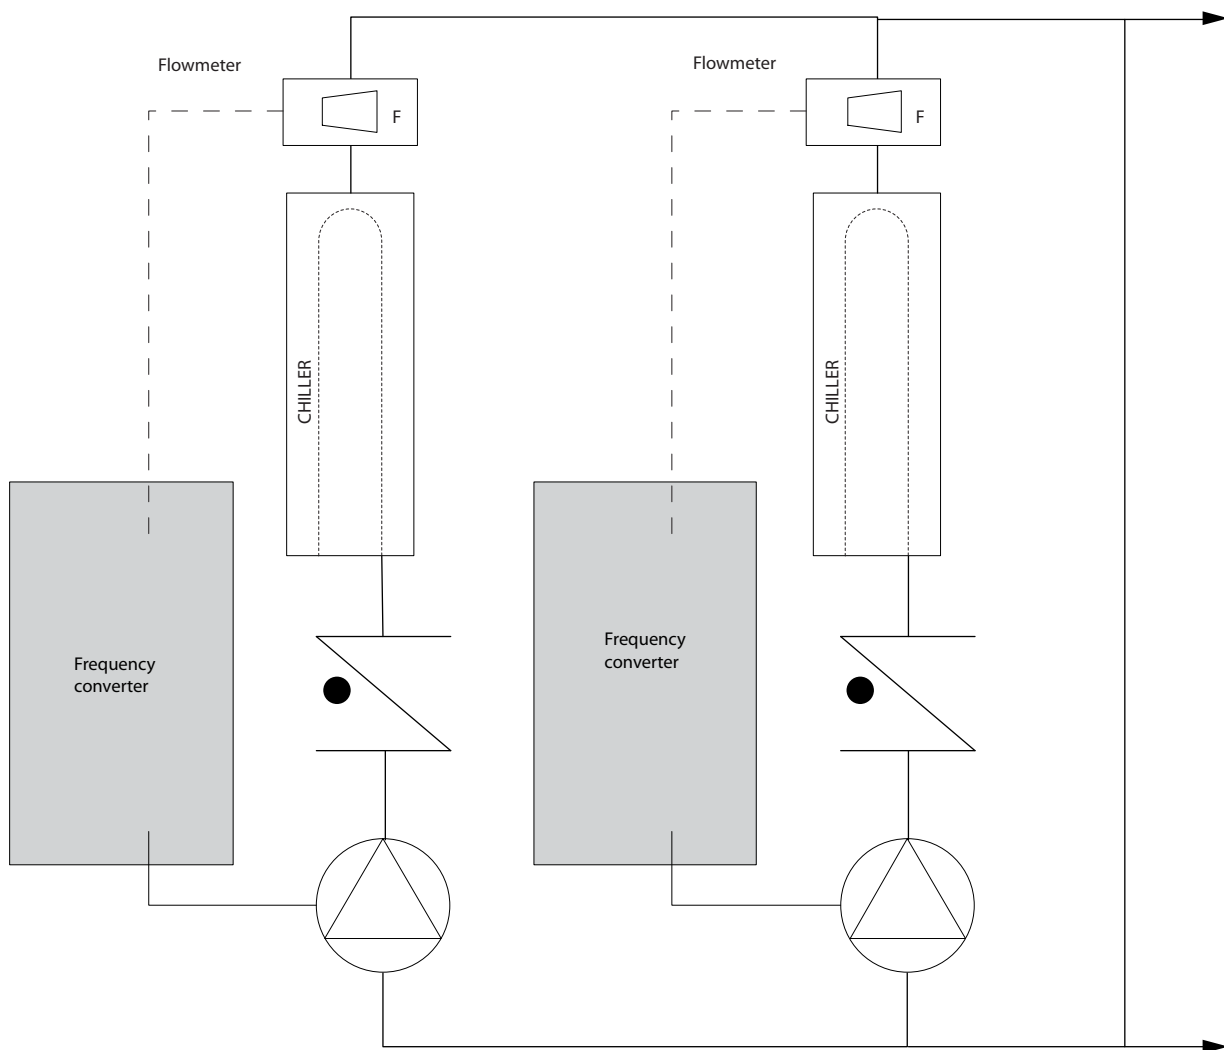 Flowmeter
Flowmeter
F
F
CHILLER
CHILLER
Frequency
converter
Frequency
converter